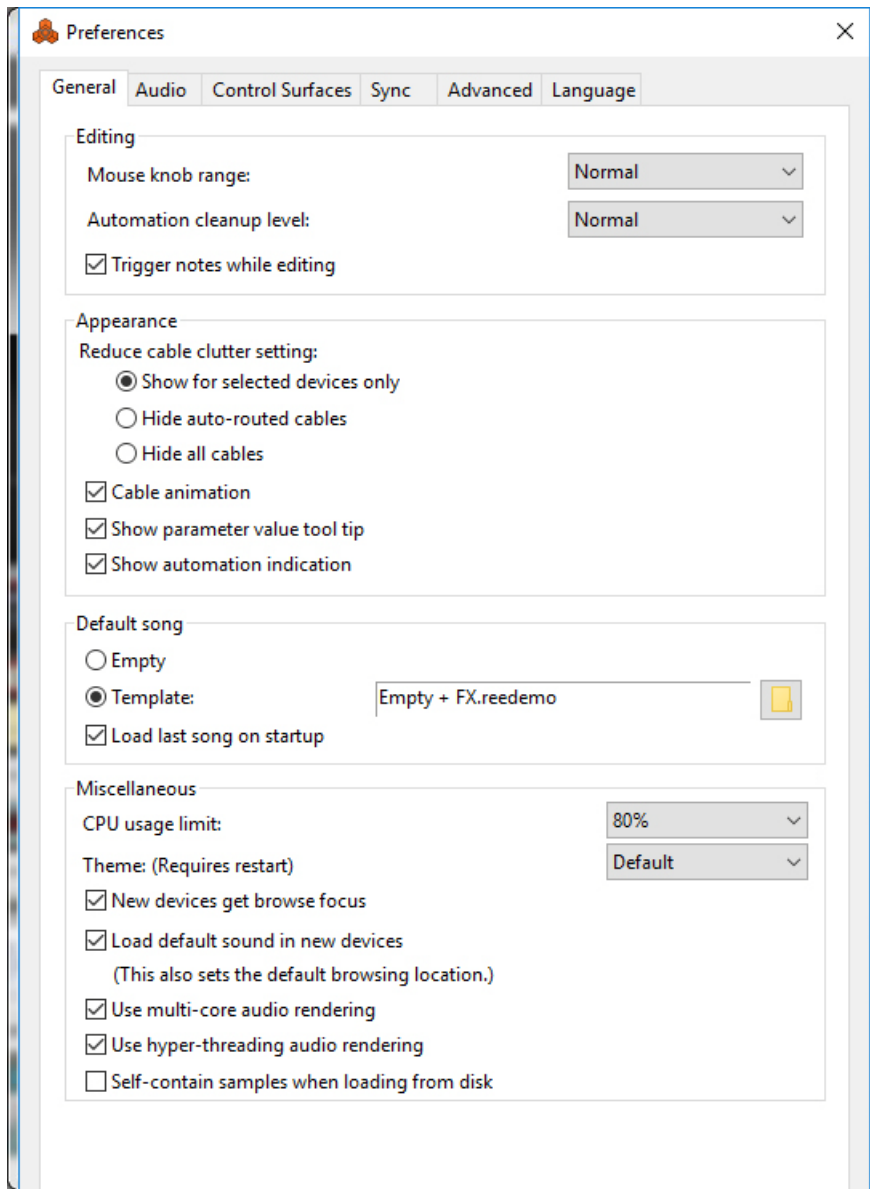 Preferences
General Audio Control Surfaces Sync Advanced Language
Editing
Mouse knob range: Normal
Automation cleanup level: Normal
Trigger notes while editing
Appearance
Reduce cable clutter setting:
Show for selected devices only
Hide auto-routed cables
Hide all cables
Cable animation
Show parameter value tool tip
Show automation indication
Default song
Empty
Template: Empty + FX.reedemo
Load last song on startup
Miscellaneous
CPU usage limit: 80%
Theme: (Requires restart) Default
New devices get browse focus
Load default sound in new devices
(This also sets the default browsing location.)
Use multi-core audio rendering
Use hyper-threading audio rendering
Self-contain samples when loading from disk